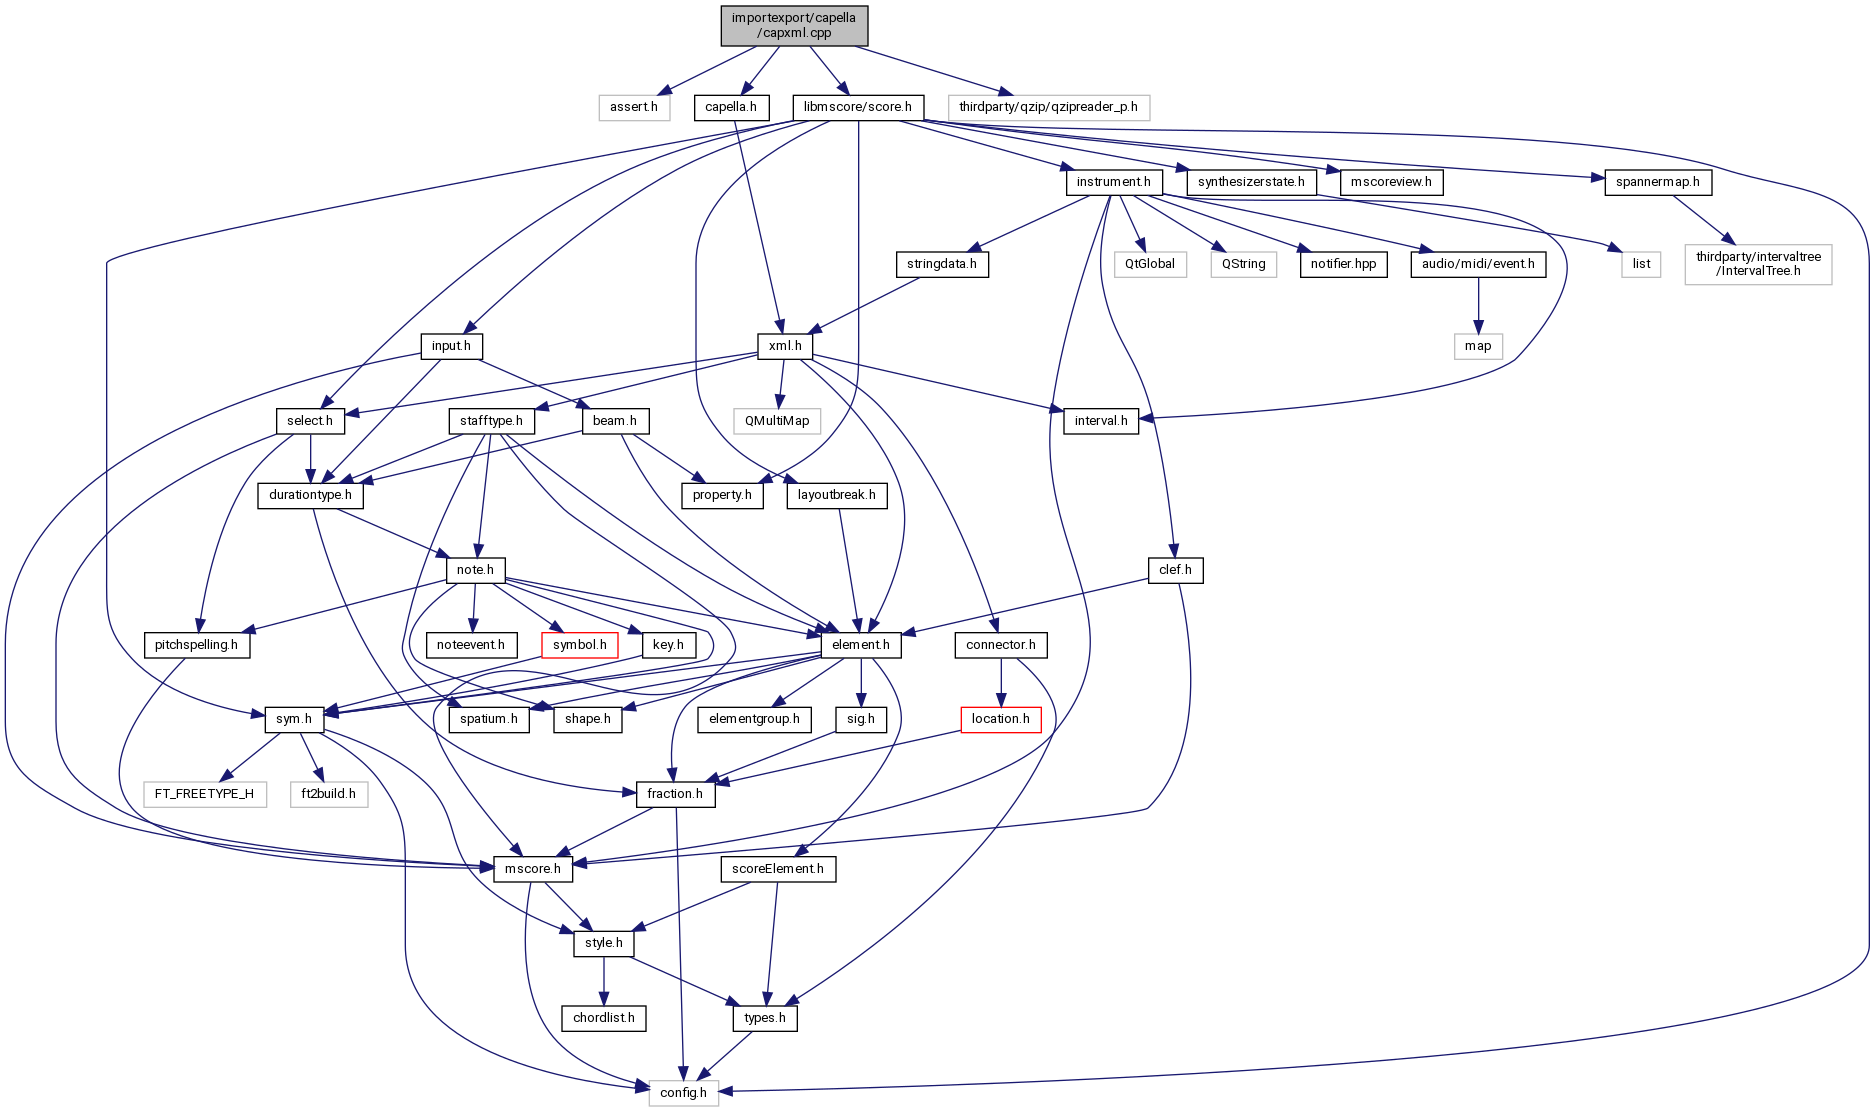 importexport/capella
/capxml.cpp
assert.h
capella.h
libmscore/score.h
thirdparty/qzip/qzipreader_p.h
instrument.h
synthesizerstate.h
mscoreview.h
spannermap.h
stringdata.h
QtGlobal
QString
notifier.hpp
audio/midi/event.h
list
thirdparty/intervaltree
/IntervalTree.h
input.h
xml.h
map
select.h
stafftype.h
beam.h
QMultiMap
interval.h
durationtype.h
property.h
layoutbreak.h
note.h
clef.h
pitchspelling.h
noteevent.h
symbol.h
key.h
element.h
connector.h
sym.h
spatium.h
shape.h
elementgroup.h
sig.h
location.h
FT_FREETYPE_H
ft2build.h
fraction.h
mscore.h
scoreElement.h
style.h
chordlist.h
types.h
config.h